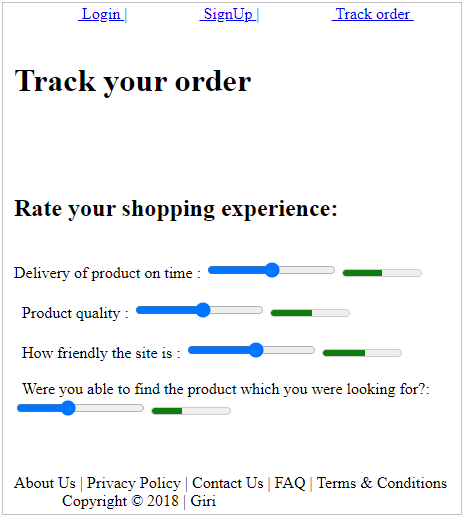 Login | SignUp | Track order
Track your order
Rate your shopping experience:
Delivery of product on time :
Product quality :
How friendly the site is :
Were you able to find the product which you were looking for?:
About Us | Privacy Policy | Contact Us | FAQ | Terms & Conditions
Copyright © 2018 | Giri